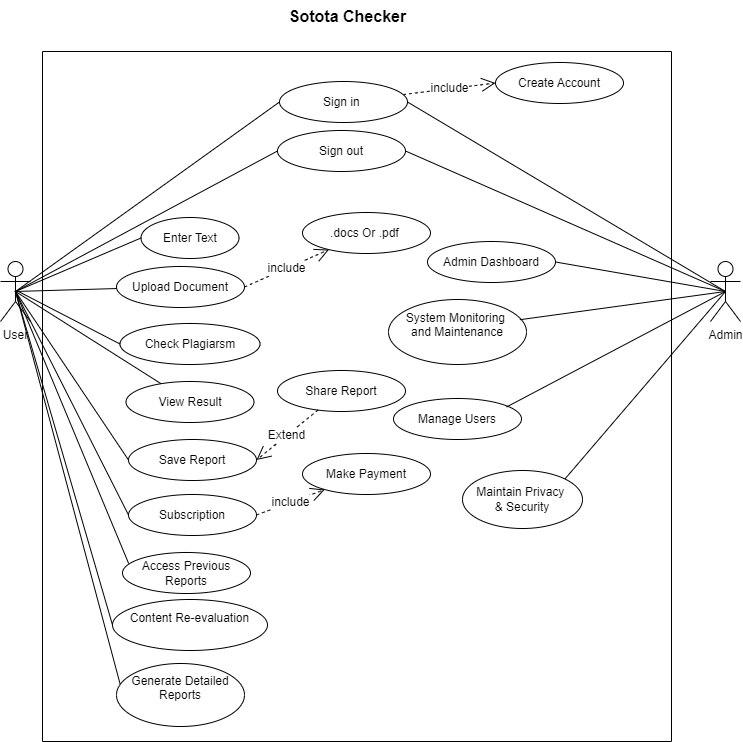 Sotota Checker
Create Account
include
Sign in
Sign out
.docs Or .pdf
Enter Text
Admin Dashboard
include
Upload Document
System Monitoring
and Maintenance
User
Admin
Check Plagiarsm
Share Report
View Result
Manage Users
Extend
Save Report
Make Payment
Maintain Privacy
& Security
include
Subscription
Access Previous
Reports
Content Re-evaluation
Generate Detailed
Reports